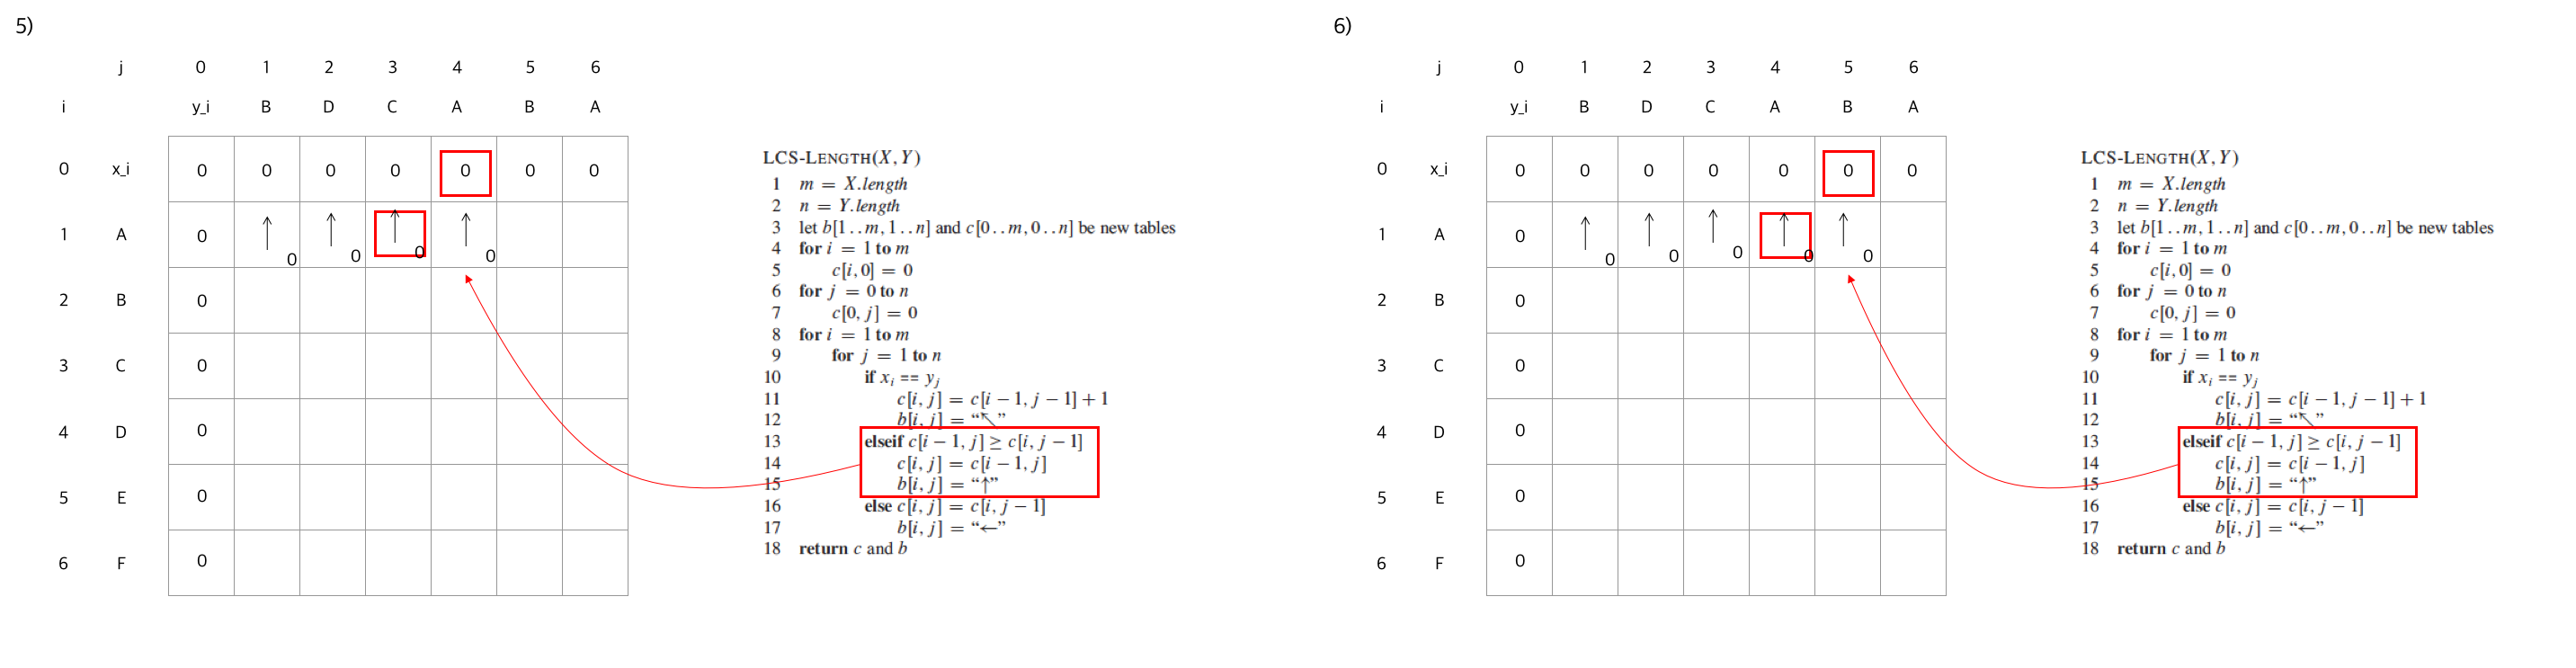 5)
j 0 1 2 3 4 5 6
i y_i B D C A B A
0 x_i 0 0 0 0 0 0 0
1 A 0 ↑ 0 ↑ 0 ↑ 0 ↑ 0
2 B 0
3 C 0
4 D 0
5 E 0
6 F 0
LCS-LENGTH(X, Y)
1 m = X.length
2 n = Y.length
3 let b[1..m, 1..n] and c[0..m, 0..n] be new tables
4 for i = 1 to m
5 c[i, 0] = 0
6 for j = 0 to n
7 c[0, j] = 0
8 for i = 1 to m
9 for j = 1 to n
10 if x_i == y_j
11 c[i, j] = c[i − 1, j − 1] + 1
12 b[i, j] = “↖”
13 elseif c[i − 1, j] ≥ c[i, j − 1]
14 c[i, j] = c[i − 1, j]
15 b[i, j] = “↑”
16 else c[i, j] = c[i, j − 1]
17 b[i, j] = “←”
18 return c and b
6)
j 0 1 2 3 4 5 6
i y_i B D C A B A
0 x_i 0 0 0 0 0 0 0
1 A 0 ↑ 0 ↑ 0 ↑ 0 ↑ 0 ↑ 0
2 B 0
3 C 0
4 D 0
5 E 0
6 F 0
LCS-LENGTH(X, Y)
1 m = X.length
2 n = Y.length
3 let b[1..m, 1..n] and c[0..m, 0..n] be new tables
4 for i = 1 to m
5 c[i, 0] = 0
6 for j = 0 to n
7 c[0, j] = 0
8 for i = 1 to m
9 for j = 1 to n
10 if x_i == y_j
11 c[i, j] = c[i − 1, j − 1] + 1
12 b[i, j] = “↖”
13 elseif c[i − 1, j] ≥ c[i, j − 1]
14 c[i, j] = c[i − 1, j]
15 b[i, j] = “↑”
16 else c[i, j] = c[i, j − 1]
17 b[i, j] = “←”
18 return c and b